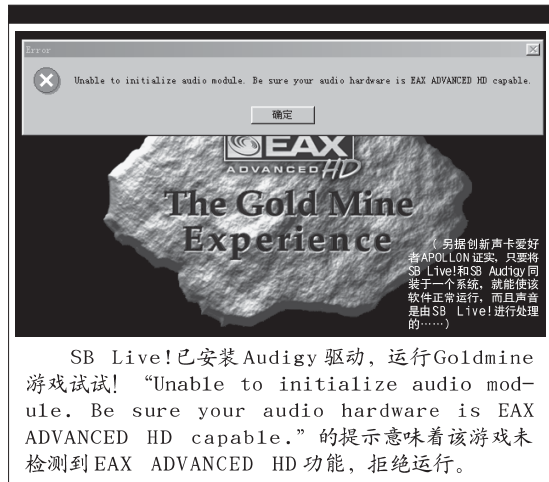 Error
Unable to initialize audio module. Be sure your audio hardware is EAX ADVANCED HD capable.
确定
EAX
ADVANCED HD
The Gold Mine
Experience
（另据创新声卡爱好
者APOLLON证实，只要将
SB Live!和SB Audigy同
装于一个系统，就能使该
软件正常运行，而且声音
是由SB Live!进行处理
的……）
SB Live!已安装Audigy驱动，运行Goldmine
游戏试试！“Unable to initialize audio mod-
ule. Be sure your audio hardware is EAX
ADVANCED HD capable.”的提示意味着该游戏未
检测到EAX ADVANCED HD功能，拒绝运行。